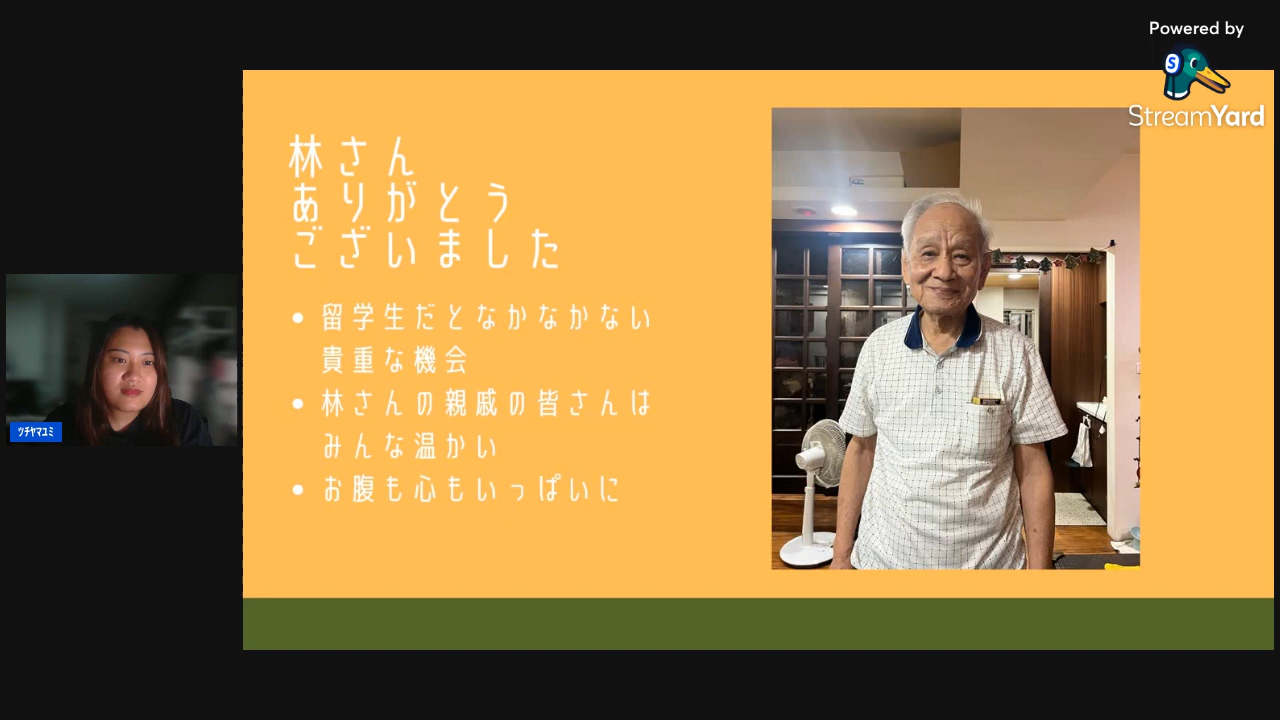 Powered by
StreamYard
林さん
ありがとう
ございました
留学生だとなかなかない
貴重な機会
林さんの親戚の皆さんは
みんな温かい
お腹も心もいっぱいに
ツチヤマユミ